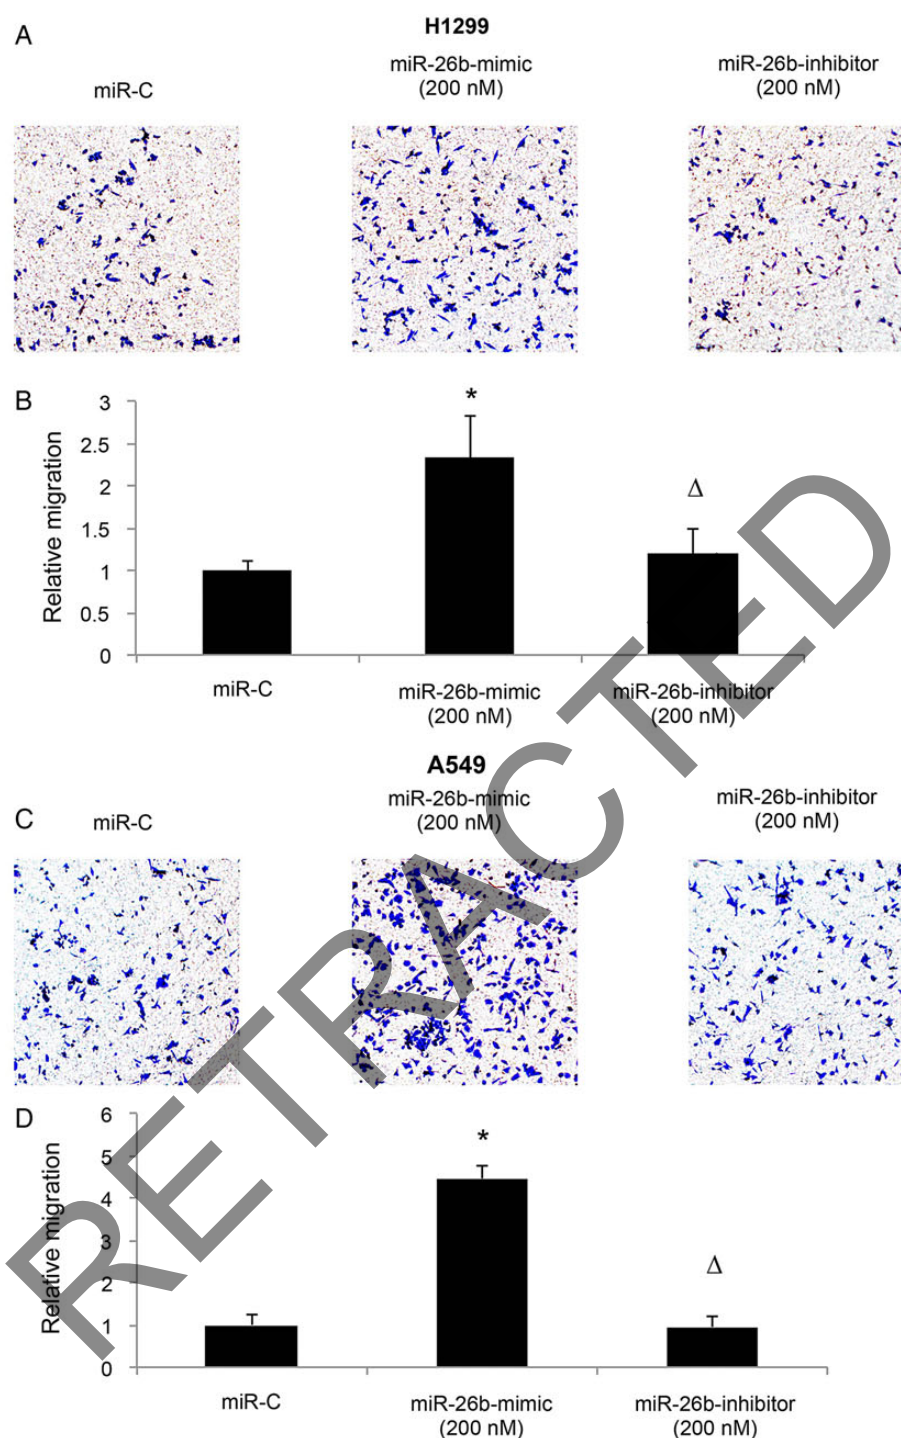 A
H1299
miR-C
miR-26b-mimic
(200 nM)
miR-26b-inhibitor
(200 nM)
B
Relative migration
3
2.5
2
1.5
1
0.5
0
*
Δ
miR-C
miR-26b-mimic
(200 nM)
miR-26b-inhibitor
(200 nM)
A549
C
miR-C
miR-26b-mimic
(200 nM)
miR-26b-inhibitor
(200 nM)
D
Relative migration
6
5
4
3
2
1
0
*
Δ
miR-C
miR-26b-mimic
(200 nM)
miR-26b-inhibitor
(200 nM)
RETRACTED